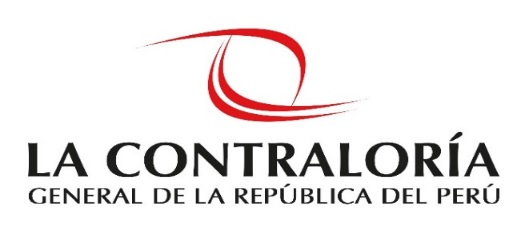 LA CONTRALORÍA
GENERAL DE LA REPÚBLICA DEL PERÚ